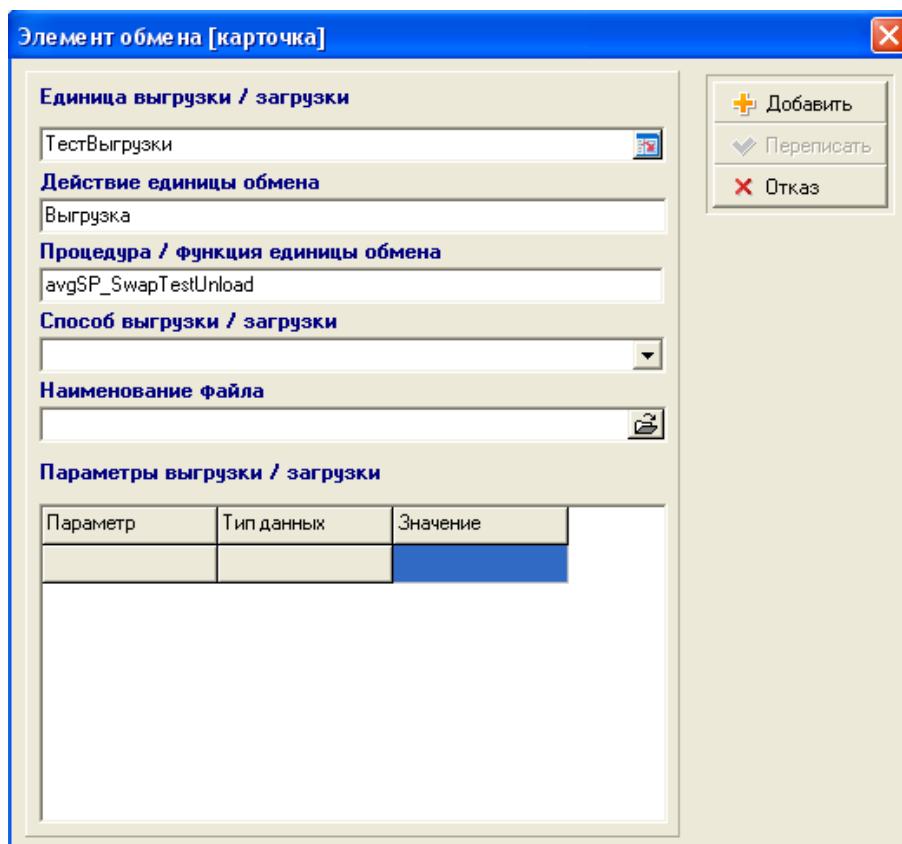 Элемент обмена [карточка]
Единица выгрузки / загрузки
ТестВыгрузки
Действие единицы обмена
Выгрузка
Процедура / функция единицы обмена
avgSP_SwapTestUnload
Способ выгрузки / загрузки
Наименование файла
Параметры выгрузки / загрузки
Параметр Тип данных Значение
Добавить
Переписать
Отказ